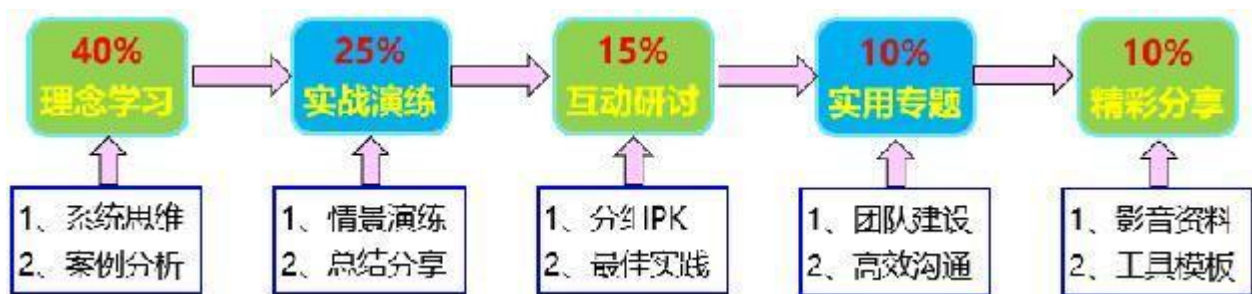 40%
理念学习
25%
实战演练
15%
互动研讨
10%
实用专题
10%
精彩分享
1、系统思维
2、案例分析
1、情景演练
2、总结分享
1、分组PK
2、最佳实践
1、团队建设
2、高效沟通
1、影音资料
2、工具模板